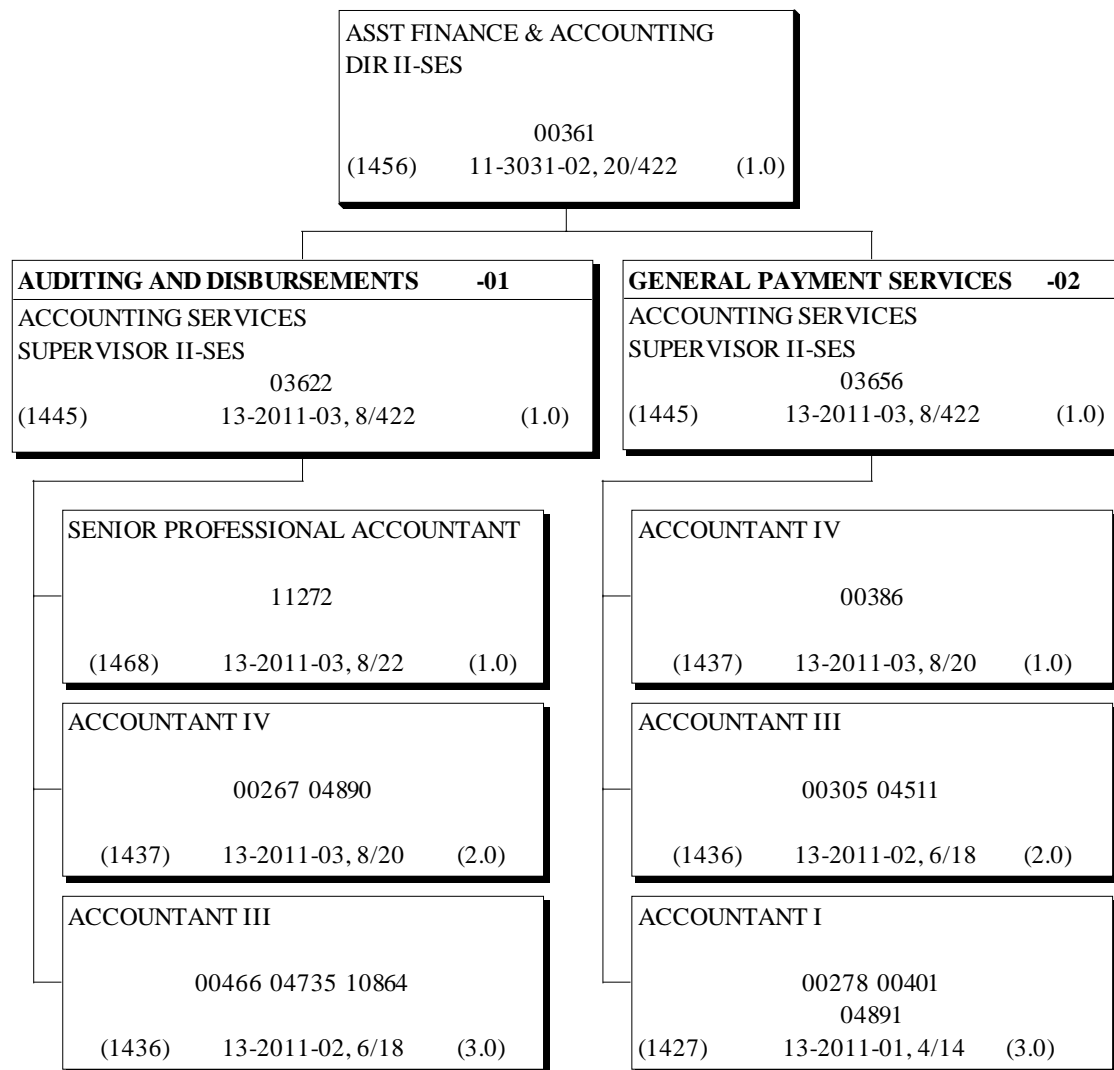 ASST FINANCE & ACCOUNTING
DIR II-SES
00361
(1456) 11-3031-02, 20/422 (1.0)
AUDITING AND DISBURSEMENTS -01
ACCOUNTING SERVICES
SUPERVISOR II-SES
03622
(1445) 13-2011-03, 8/422 (1.0)
GENERAL PAYMENT SERVICES -02
ACCOUNTING SERVICES
SUPERVISOR II-SES
03656
(1445) 13-2011-03, 8/422 (1.0)
SENIOR PROFESSIONAL ACCOUNTANT
11272
(1468) 13-2011-03, 8/22 (1.0)
ACCOUNTANT IV
00267 04890
(1437) 13-2011-03, 8/20 (2.0)
ACCOUNTANT III
00466 04735 10864
(1436) 13-2011-02, 6/18 (3.0)
ACCOUNTANT IV
00386
(1437) 13-2011-03, 8/20 (1.0)
ACCOUNTANT III
00305 04511
(1436) 13-2011-02, 6/18 (2.0)
ACCOUNTANT I
00278 00401
04891
(1427) 13-2011-01, 4/14 (3.0)